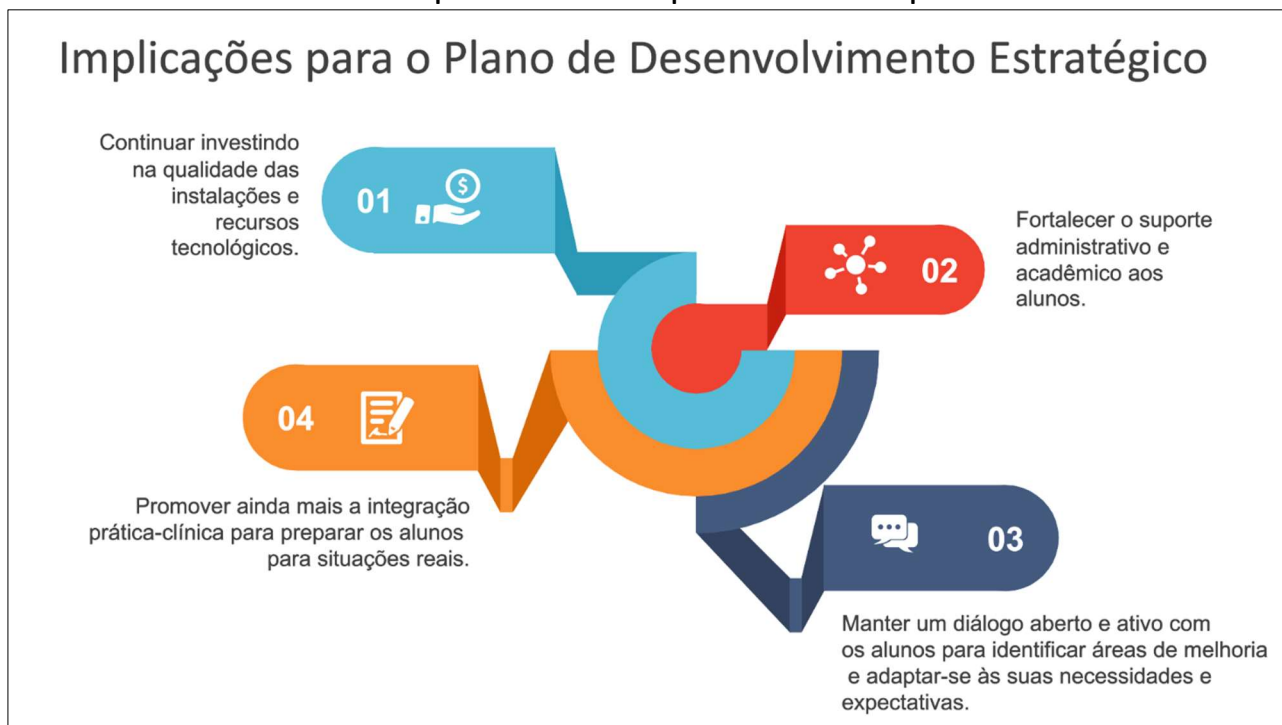 Implicações para o Plano de Desenvolvimento Estratégico
Continuar investindo
na qualidade das
instalações e
recursos
tecnológicos.
01
$
02
Fortalecer o suporte
administrativo e
acadêmico aos
alunos.
04
Promover ainda mais a integração
prática-clínica para preparar os alunos
para situações reais.
03
Manter um diálogo aberto e ativo com
os alunos para identificar áreas de melhoria
e adaptar-se às suas necessidades e
expectativas.